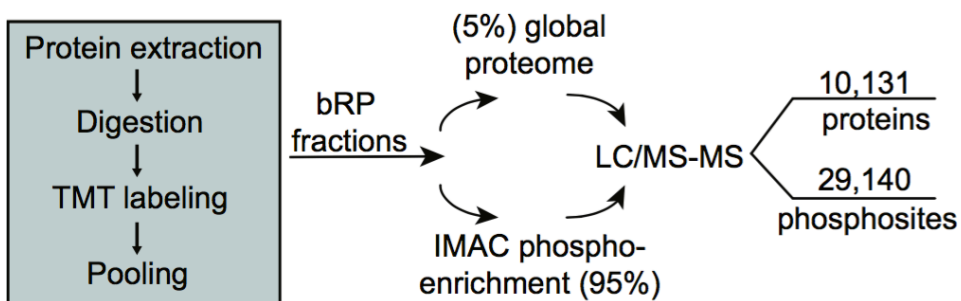 Protein extraction
Digestion
TMT labeling
Pooling
bRP
fractions
(5%) global
proteome
IMAC phospho-
enrichment (95%)
LC/MS-MS
10,131
proteins
29,140
phosphosites